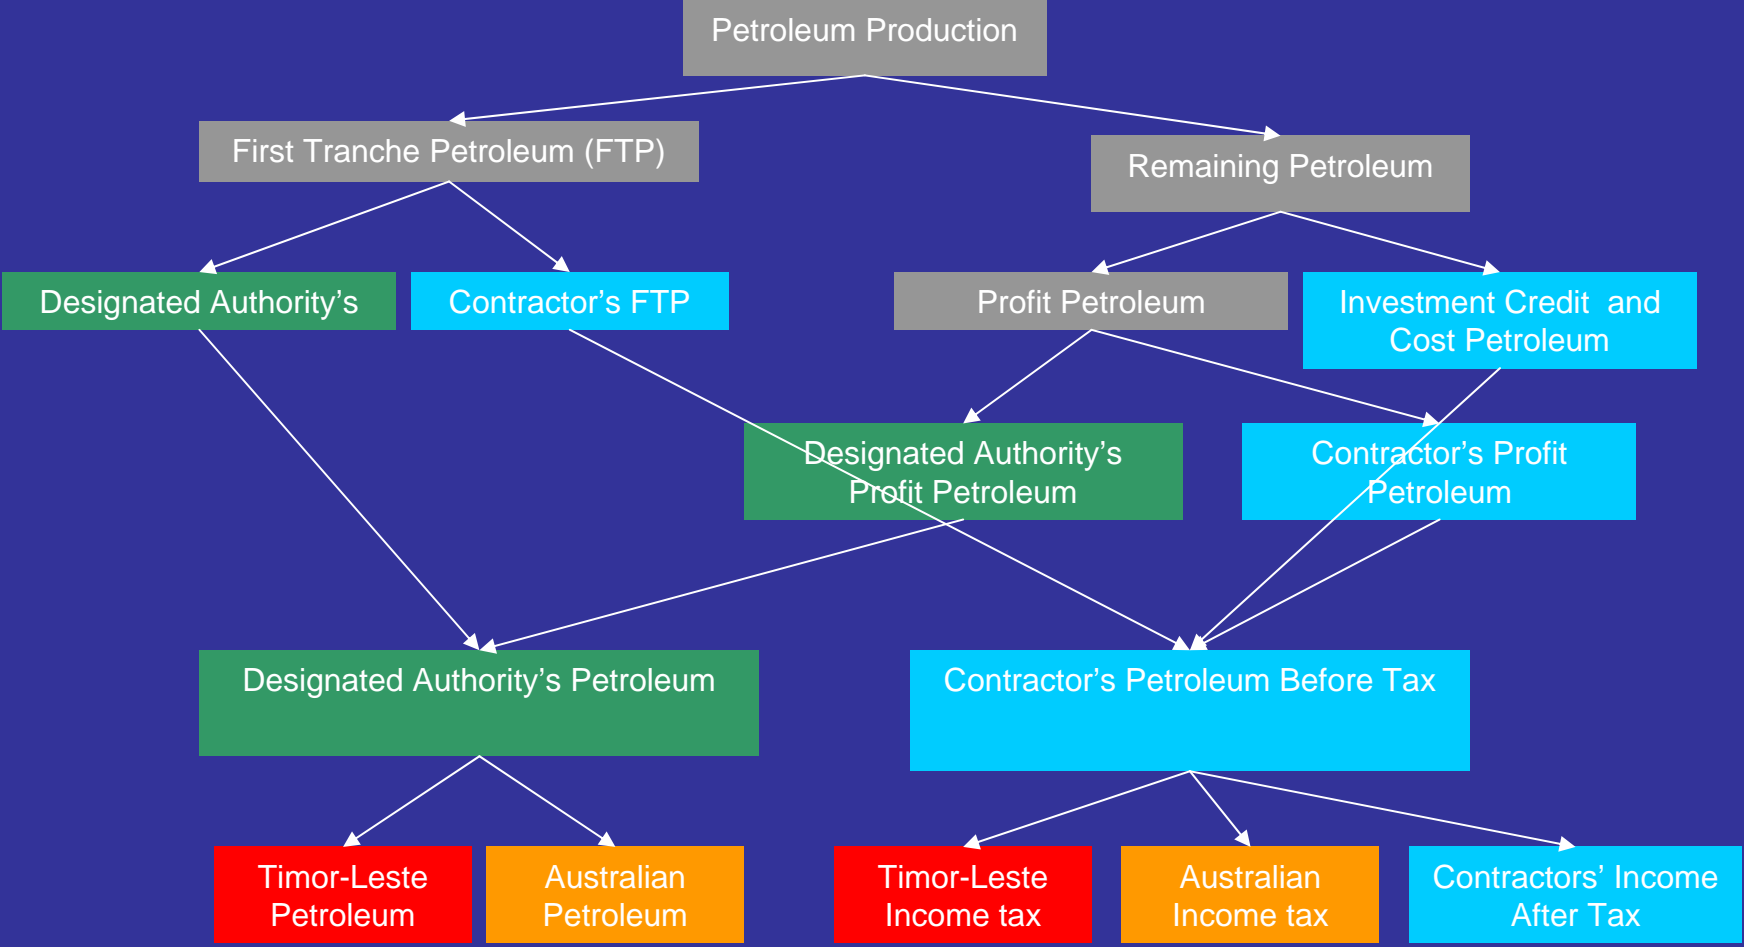 Petroleum Production
First Tranche Petroleum (FTP)
Remaining Petroleum
Designated Authority’s
Contractor’s FTP
Profit Petroleum
Investment Credit and
Cost Petroleum
Designated Authority’s
Profit Petroleum
Contractor’s Profit
Petroleum
Designated Authority’s Petroleum
Contractor’s Petroleum Before Tax
Timor-Leste
Petroleum
Australian
Petroleum
Timor-Leste
Income tax
Australian
Income tax
Contractors’ Income
After Tax